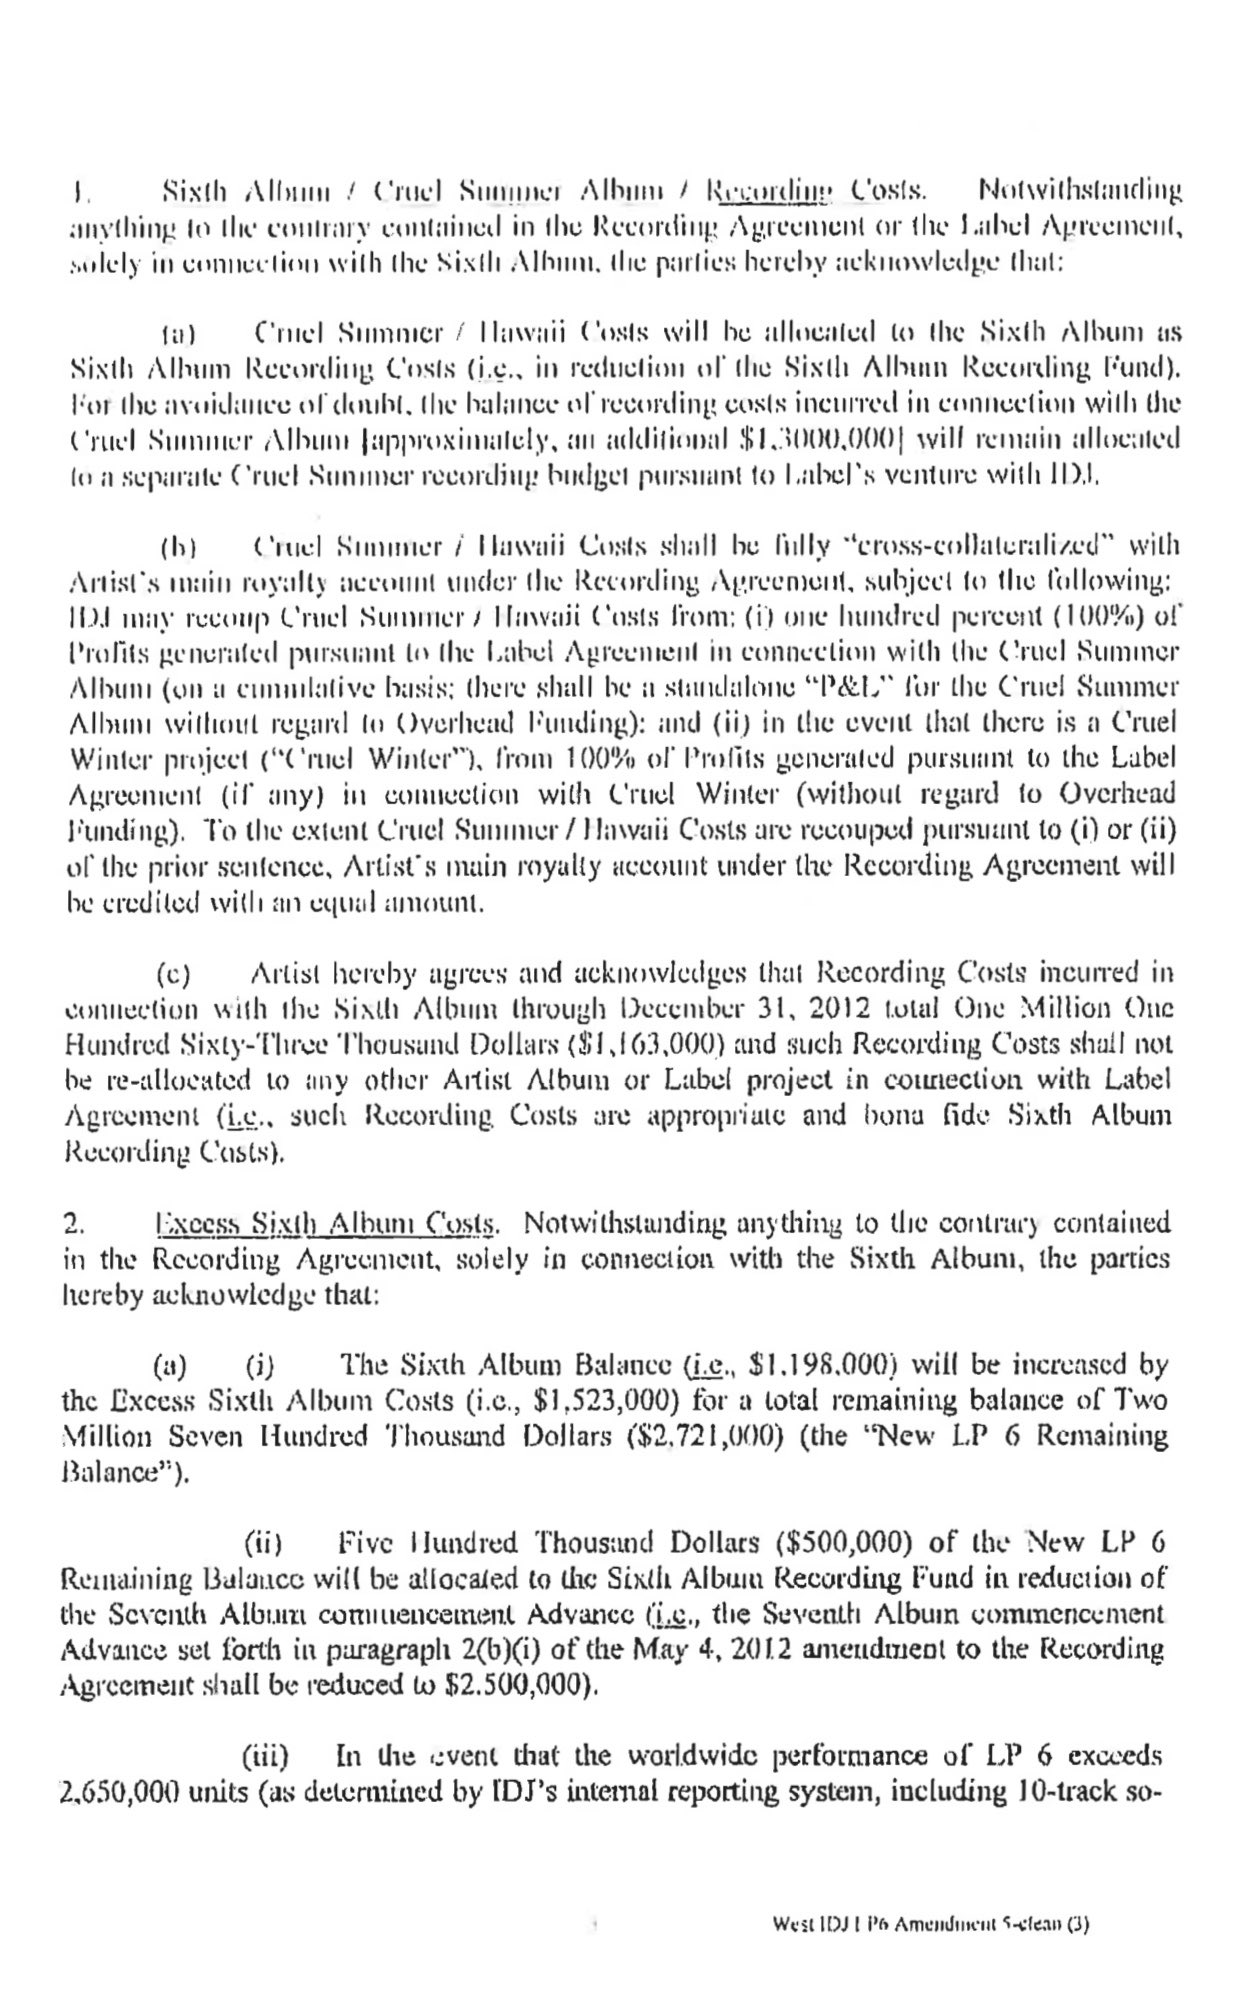 1. Sixth Album / Cruel Summer Album / Recording Costs. Notwithstanding
anything to the contrary contained in the Recording Agreement or the Label Agreement,
solely in connection with the Sixth Album, the parties hereby acknowledge that:
(a) Cruel Summer / Hawaii Costs will be allocated to the Sixth Album as
Sixth Album Recording Costs (i.e., in reduction of the Sixth Album Recording Fund).
For the avoidance of doubt, the balance of recording costs incurred in connection with the
Cruel Summer Album [approximately, an additional $1,3000,000] will remain allocated
to a separate Cruel Summer recording budget pursuant to Label's venture with IDJ.
(b) Cruel Summer / Hawaii Costs shall be fully "cross-collateralized" with
Artist's main royalty account under the Recording Agreement, subject to the following:
IDJ may recoup Cruel Summer / Hawaii Costs from: (i) one hundred percent (100%) of
Profits generated pursuant to the Label Agreement in connection with the Cruel Summer
Album (on a cumulative basis; there shall be a standalone "P&L" for the Cruel Summer
Album without regard to Overhead Funding); and (ii) in the event that there is a Cruel
Winter project ("Cruel Winter"), from 100% of Profits generated pursuant to the Label
Agreement (if any) in connection with Cruel Winter (without regard to Overhead
Funding). To the extent Cruel Summer / Hawaii Costs are recouped pursuant to (i) or (ii)
of the prior sentence, Artist's main royalty account under the Recording Agreement will
be credited with an equal amount.
(c) Artist hereby agrees and acknowledges that Recording Costs incurred in
connection with the Sixth Album through December 31, 2012 total One Million One
Hundred Sixty-Three Thousand Dollars ($1,163,000) and such Recording Costs shall not
be re-allocated to any other Artist Album or Label project in connection with Label
Agreement (i.e., such Recording Costs are appropriate and bona fide Sixth Album
Recording Costs).
2. Excess Sixth Album Costs. Notwithstanding anything to the contrary contained
in the Recording Agreement, solely in connection with the Sixth Album, the parties
hereby acknowledge that:
(a) (i) The Sixth Album Balance (i.e., $1,198,000) will be increased by
the Excess Sixth Album Costs (i.e., $1,523,000) for a total remaining balance of Two
Million Seven Hundred Thousand Dollars ($2,721,000) (the "New LP 6 Remaining
Balance").
(ii) Five Hundred Thousand Dollars ($500,000) of the New LP 6
Remaining Balance will be allocated to the Sixth Album Recording Fund in reduction of
the Seventh Album commencement Advance (i.e., the Seventh Album commencement
Advance set forth in paragraph 2(b)(i) of the May 4, 2012 amendment to the Recording
Agreement shall be reduced to $2,500,000).
(iii) In the event that the worldwide performance of LP 6 exceeds
2,650,000 units (as determined by IDJ's internal reporting system, including 10-track so-
West IDJ LP6 Amendment 5-clean (3)